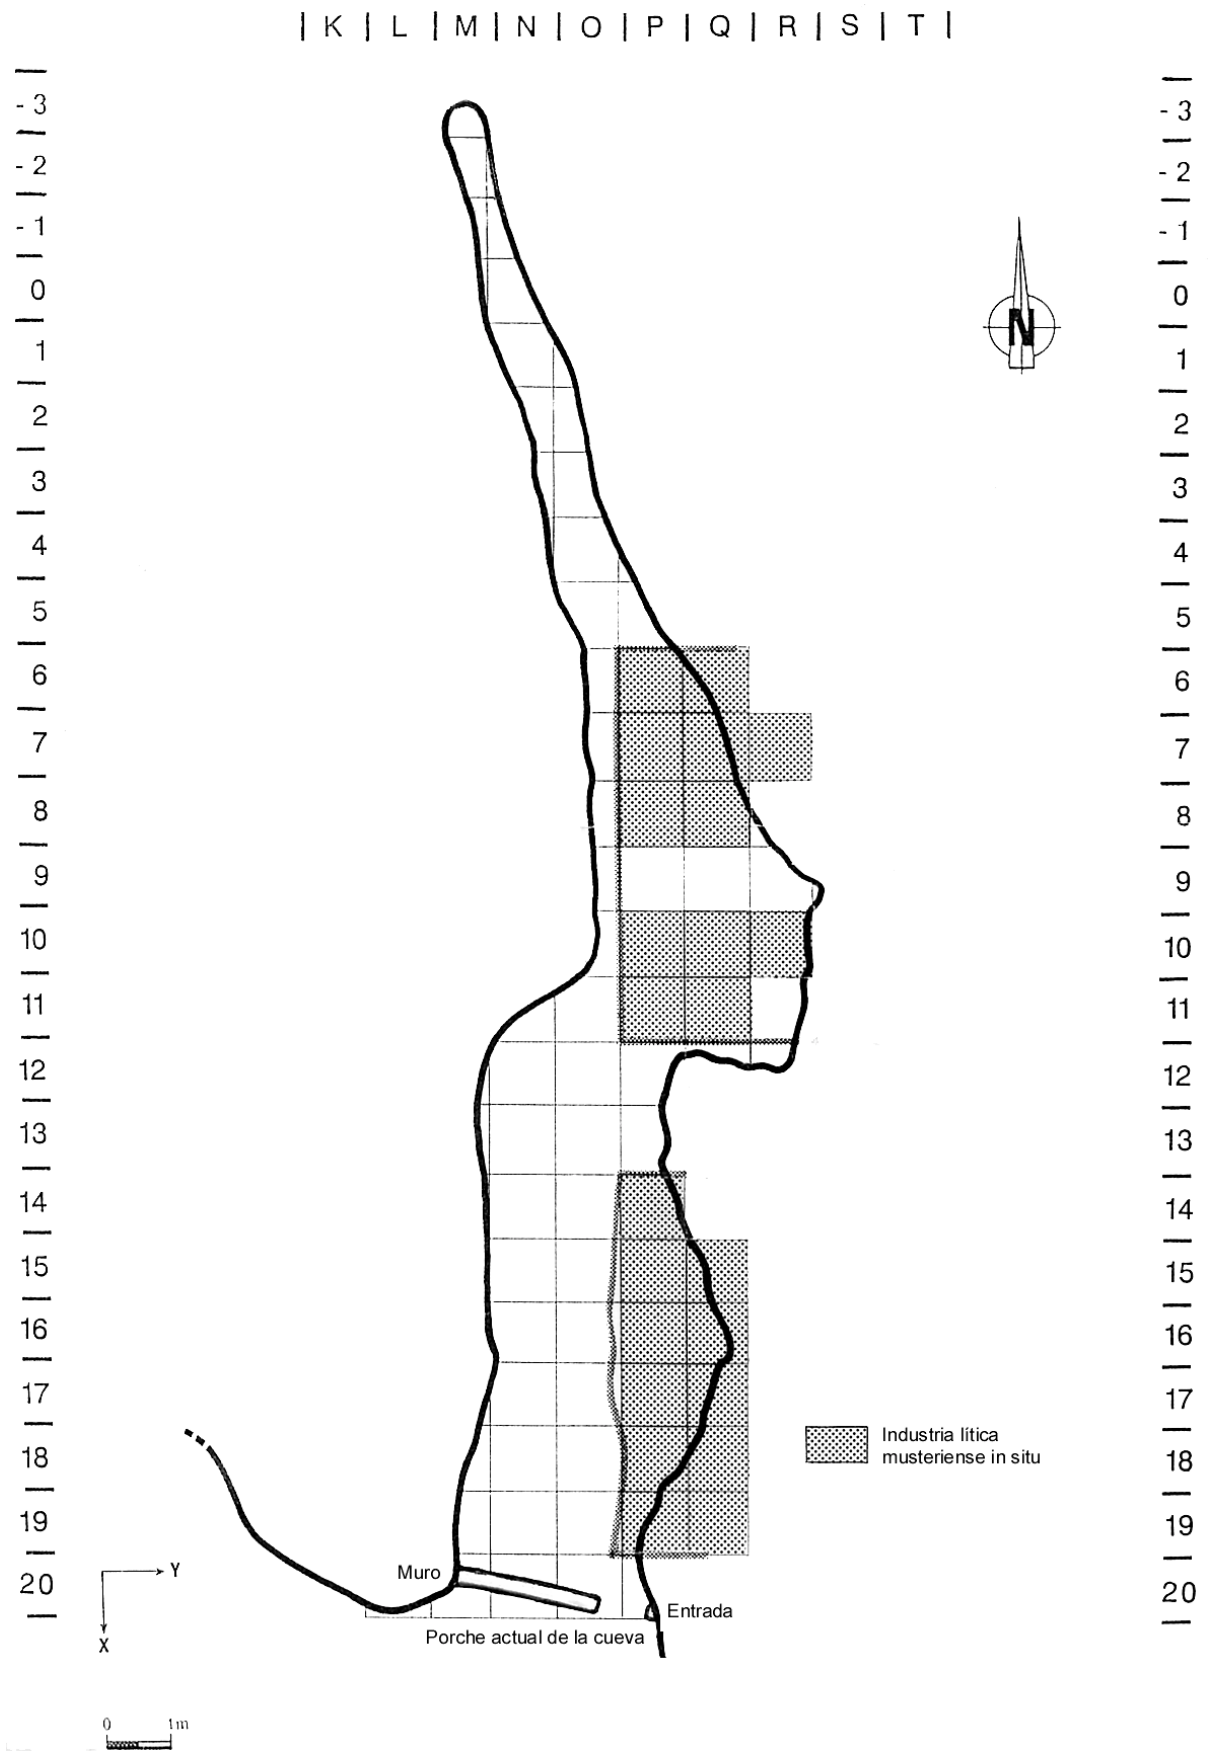 | K | L | M | N | O | P | Q | R | S | T |
- 3 - 3
- 2 - 2
- 1 - 1
0 0
1 1
2 2
3 3
4 4
5 5
6 6
7 7
8 8
9 9
10 10
11 11
12 12
13 13
14 14
15 15
16 16
17 17
18 18
19 19
20 20
N
Industria lítica
musteriense in situ
Muro
Entrada
Porche actual de la cueva
Y
X
0 1m